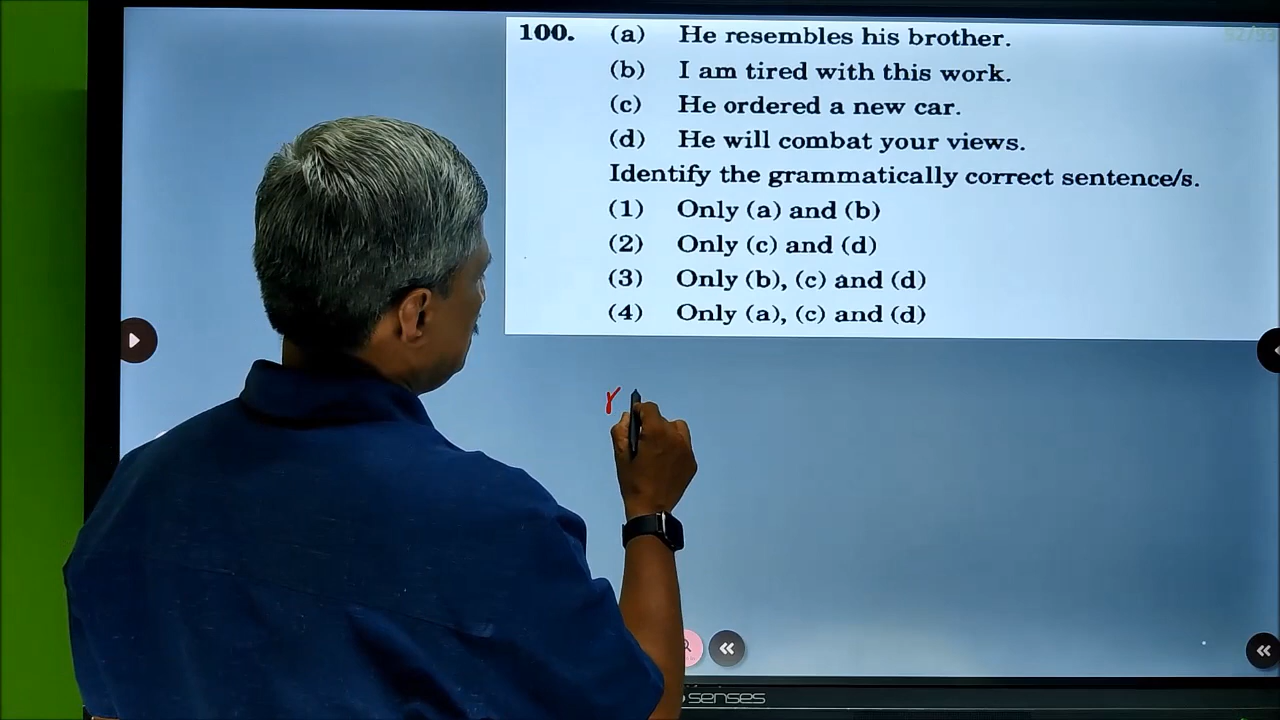 100. (a) He resembles his brother.
(b) I am tired with this work.
(c) He ordered a new car.
(d) He will combat your views.
Identify the grammatically correct sentence/s.
(1) Only (a) and (b)
(2) Only (c) and (d)
(3) Only (b), (c) and (d)
(4) Only (a), (c) and (d)
senses